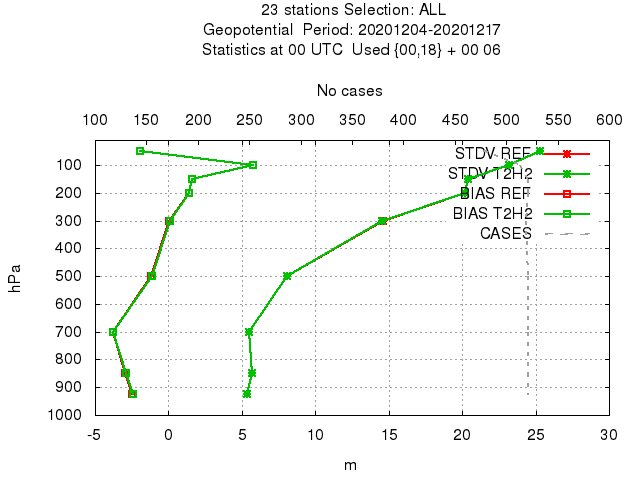 23 stations Selection: ALL
Geopotential  Period: 20201204-20201217
Statistics at 00 UTC  Used {00,18} + 00 06
No cases
100 150 200 250 300 350 400 450 500 550 600
STDV REF
STDV T2H2
BIAS REF
BIAS T2H2
CASES
100
200
300
400
500
600
700
800
900
1000
hPa
-5 0 5 10 15 20 25 30
m